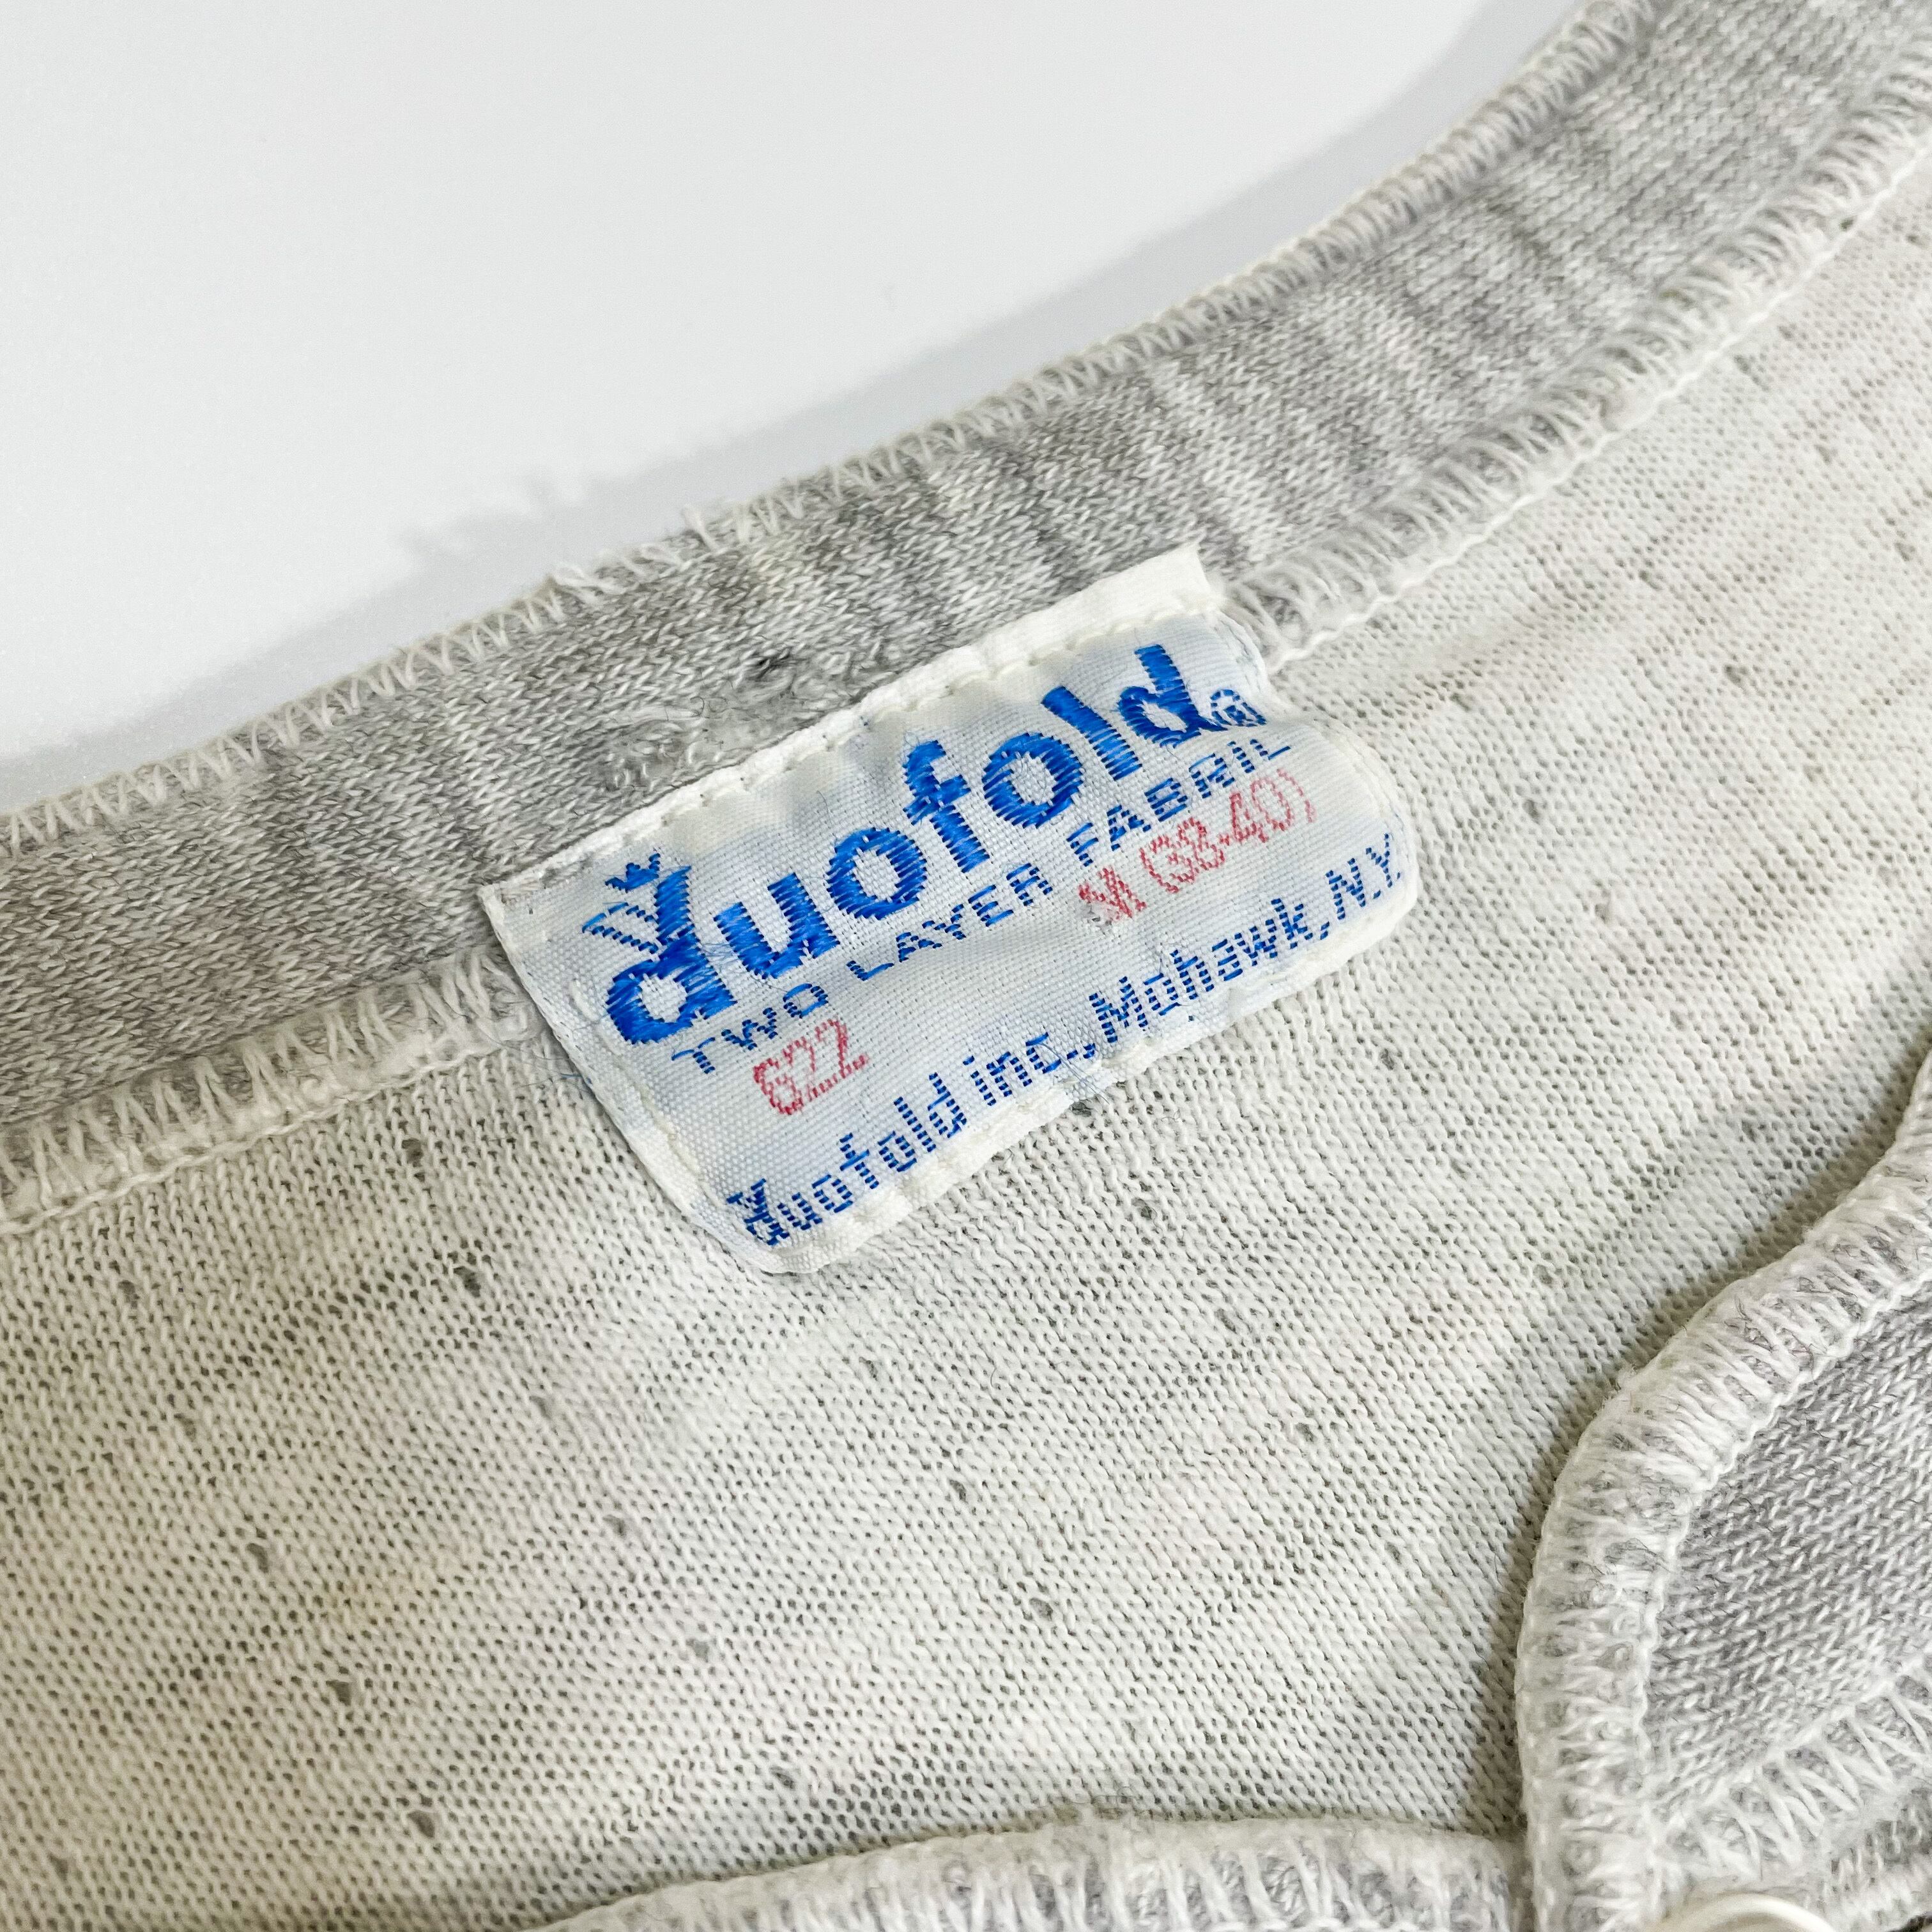 duofold®
TWO LAYER FABRIC
622 M (38-40)
duofold inc., Mohawk, N.Y.